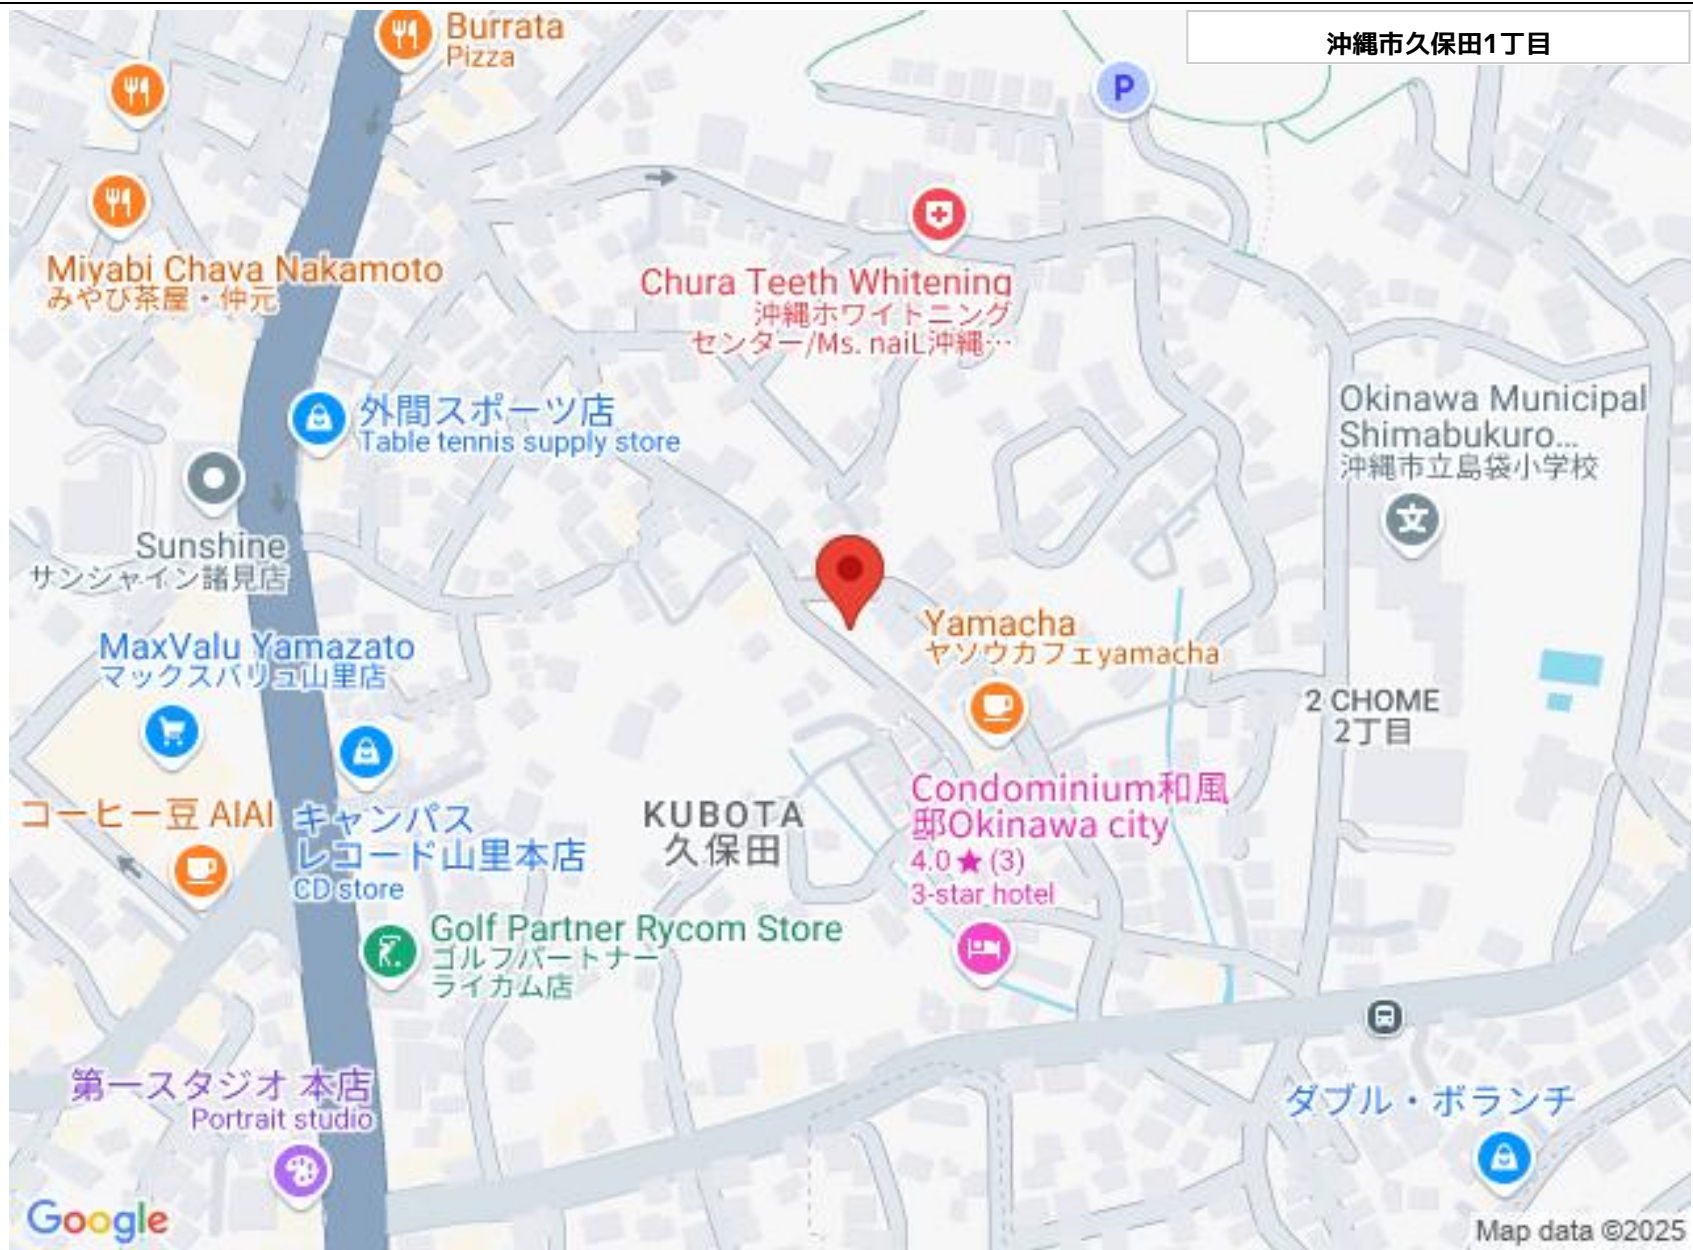 沖縄市久保田1丁目
Burrata
Pizza
P
Miyabi Chaya Nakamoto
みやび茶屋・仲元
Chura Teeth Whitening
沖縄ホワイトニング
センター/Ms. naiL沖縄…
外間スポーツ店
Table tennis supply store
Okinawa Municipal
Shimabukuro...
沖縄市立島袋小学校
文
Sunshine
サンシャイン諸見店
Yamacha
ヤソウカフェyamacha
MaxValu Yamazato
マックスバリュ山里店
2 CHOME
2丁目
コーヒー豆 AIAI
キャンパス
レコード山里本店
CD store
KUBOTA
久保田
Condominium和風
邸Okinawa city
4.0★(3)
3-star hotel
Golf Partner Rycom Store
ゴルフパートナー
ライカム店
第一スタジオ 本店
Portrait studio
ダブル・ボランチ
Google
Map data ©2025